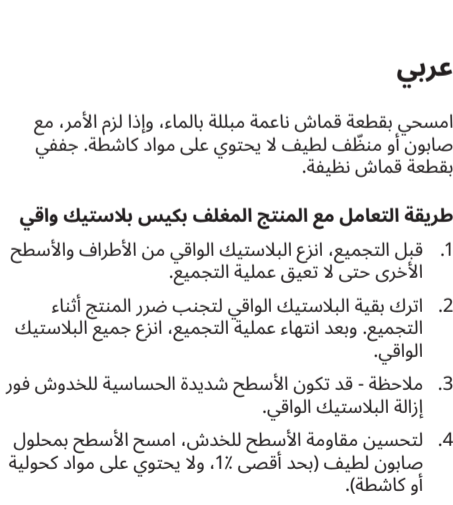 عربي
امسحي بقطعة قماش ناعمة مبللة بالماء، وإذا لزم الأمر، مع
صابون أو منظّف لطيف لا يحتوي على مواد كاشطة. جففي
بقطعة قماش نظيفة.
طريقة التعامل مع المنتج المغلف بكيس بلاستيك واقي
1. قبل التجميع، انزع البلاستيك الواقي من الأطراف والأسطح
الأخرى حتى لا تعيق عملية التجميع.
2. اترك بقية البلاستيك الواقي لتجنب ضرر المنتج أثناء
التجميع. وبعد انتهاء عملية التجميع، انزع جميع البلاستيك
الواقي.
3. ملاحظة - قد تكون الأسطح شديدة الحساسية للخدوش فور
إزالة البلاستيك الواقي.
4. لتحسين مقاومة الأسطح للخدش، امسح الأسطح بمحلول
صابون لطيف (بحد أقصى 1٪، ولا يحتوي على مواد كحولية
أو كاشطة).